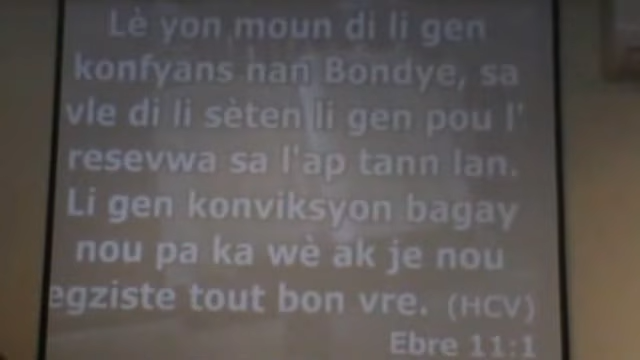 Lè yon moun di li gen
konfyans nan Bondye, sa
vle di li sèten li gen pou l'
resevwa sa l'ap tann lan.
Li gen konviksyon bagay
nou pa ka wè ak je nou
egziste tout bon vre. (HCV)
Ebre 11:1